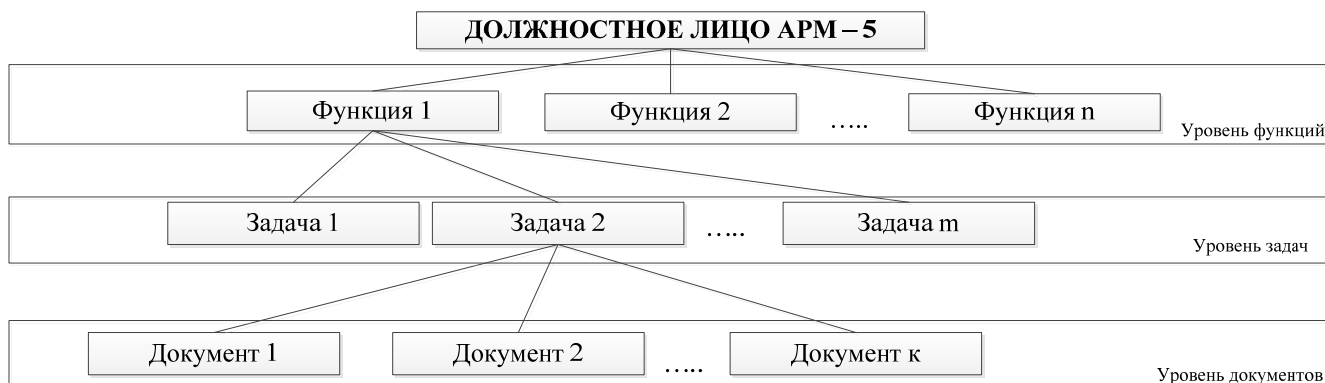 ДОЛЖНОСТНОЕ ЛИЦО АРМ – 5
Функция 1
Функция 2
.....
Функция n
Уровень функций
Задача 1
Задача 2
.....
Задача m
Уровень задач
Документ 1
Документ 2
.....
Документ к
Уровень документов